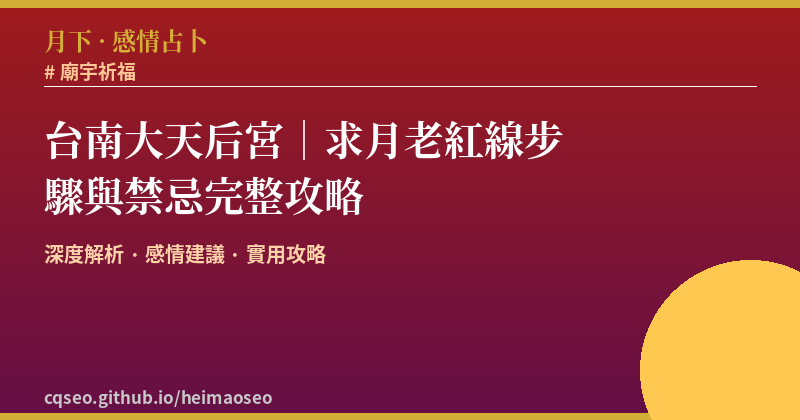 月下 · 感情占卜
# 廟宇祈福
台南大天后宮｜求月老紅線步
驟與禁忌完整攻略
深度解析 · 感情建議 · 實用攻略
cqseo.github.io/heimaoseo